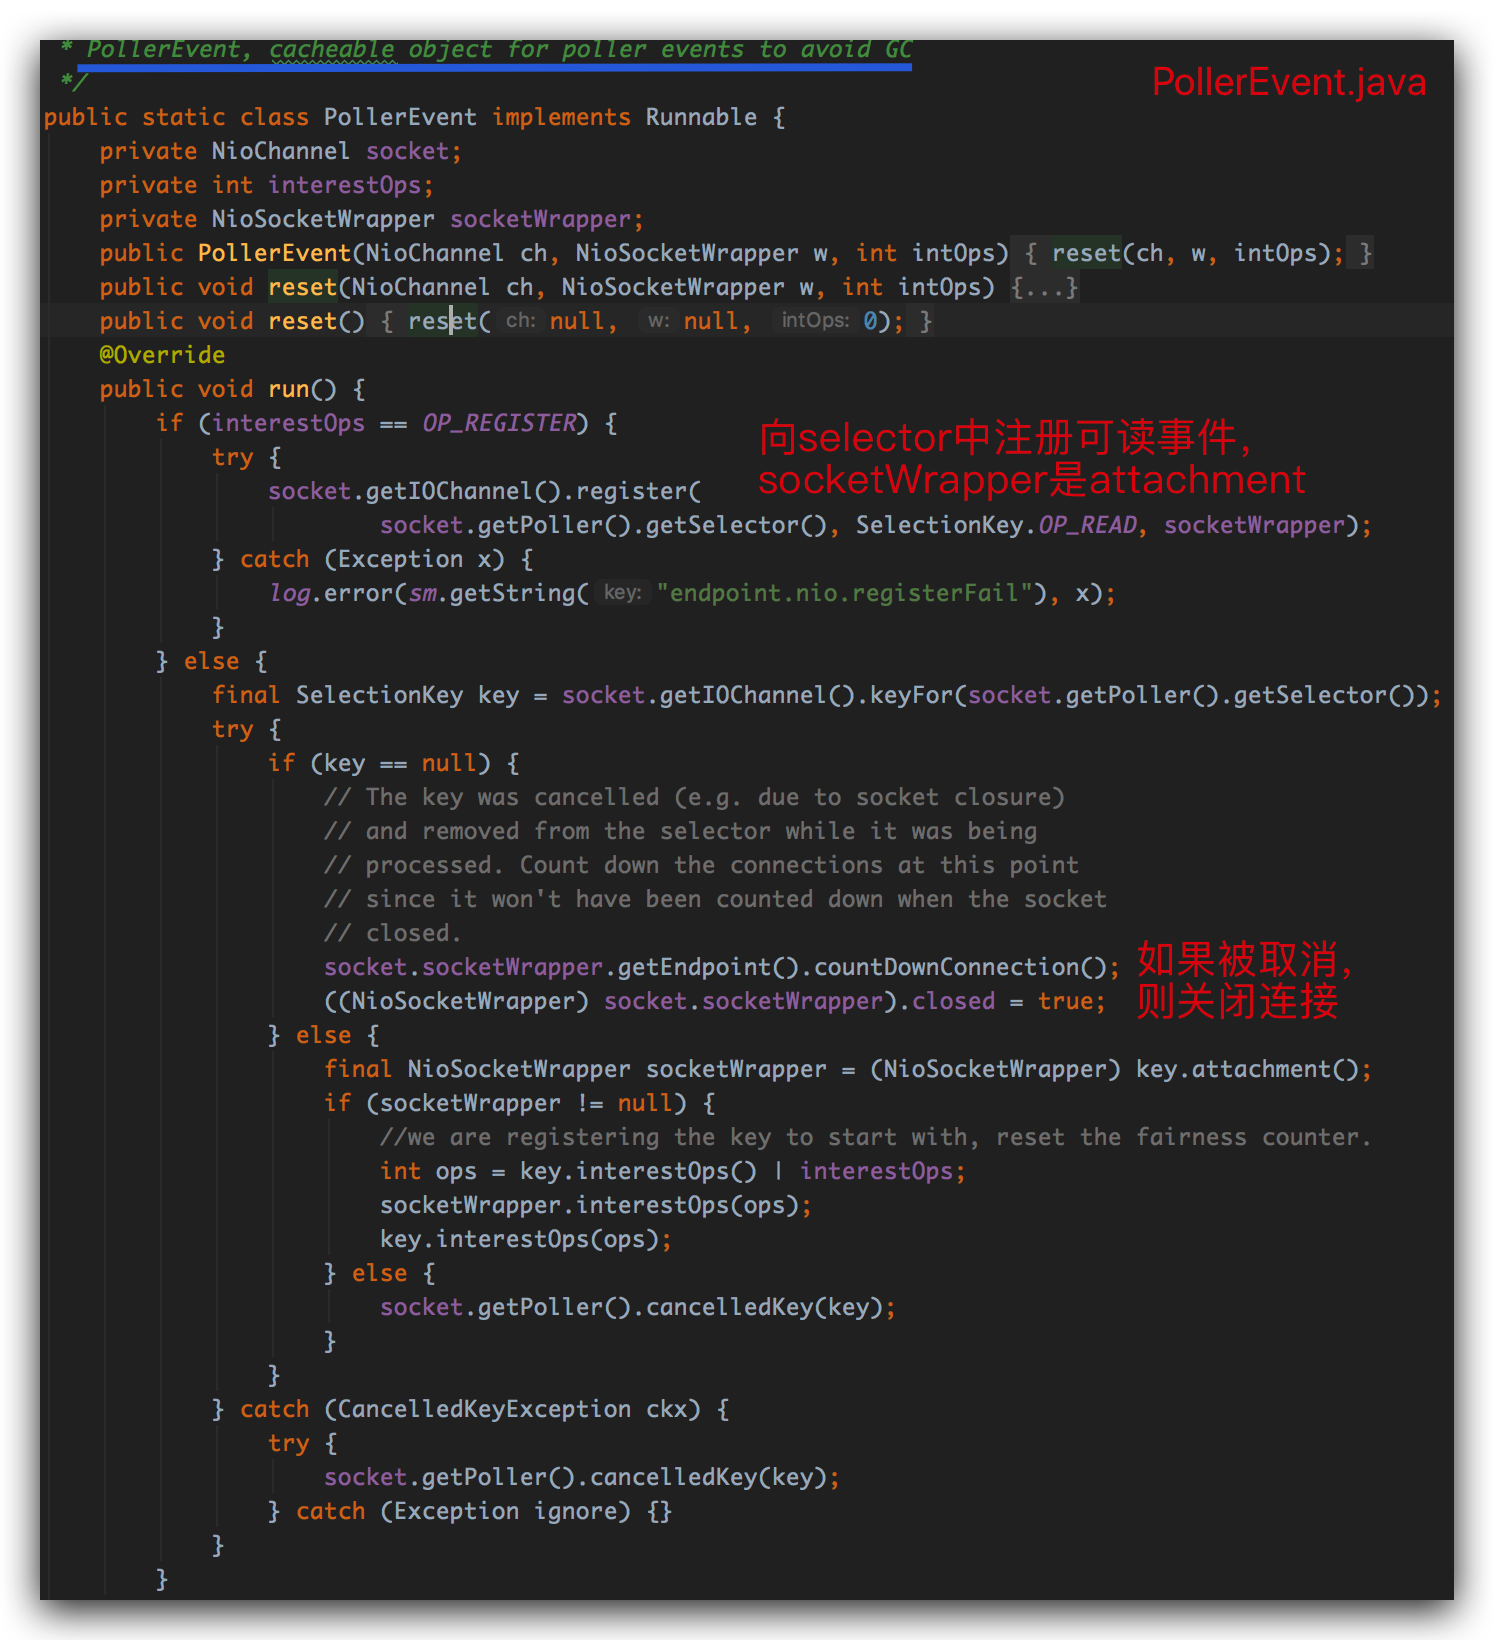 * PollerEvent, cacheable object for poller events to avoid GC
*/
PollerEvent.java
public static class PollerEvent implements Runnable {
private NioChannel socket;
private int interestOps;
private NioSocketWrapper socketWrapper;
public PollerEvent(NioChannel ch, NioSocketWrapper w, int intOps) { reset(ch, w, intOps); }
public void reset(NioChannel ch, NioSocketWrapper w, int intOps) {...}
public void reset() { reset( ch: null, w: null, intOps: 0); }
@Override
public void run() {
if (interestOps == OP_REGISTER) {
向selector中注册可读事件,
try {
socketWrapper是attachment
socket.getIOChannel().register(
socket.getPoller().getSelector(), SelectionKey.OP_READ, socketWrapper);
} catch (Exception x) {
log.error(sm.getString( key: "endpoint.nio.registerFail"), x);
}
} else {
final SelectionKey key = socket.getIOChannel().keyFor(socket.getPoller().getSelector());
try {
if (key == null) {
// The key was cancelled (e.g. due to socket closure)
// and removed from the selector while it was being
// processed. Count down the connections at this point
// since it won't have been counted down when the socket
// closed.
socket.socketWrapper.getEndpoint().countDownConnection(); 如果被取消,
((NioSocketWrapper) socket.socketWrapper).closed = true; 则关闭连接
} else {
final NioSocketWrapper socketWrapper = (NioSocketWrapper) key.attachment();
if (socketWrapper != null) {
//we are registering the key to start with, reset the fairness counter.
int ops = key.interestOps() | interestOps;
socketWrapper.interestOps(ops);
key.interestOps(ops);
} else {
socket.getPoller().cancelledKey(key);
}
}
} catch (CancelledKeyException ckx) {
try {
socket.getPoller().cancelledKey(key);
} catch (Exception ignore) {}
}
}